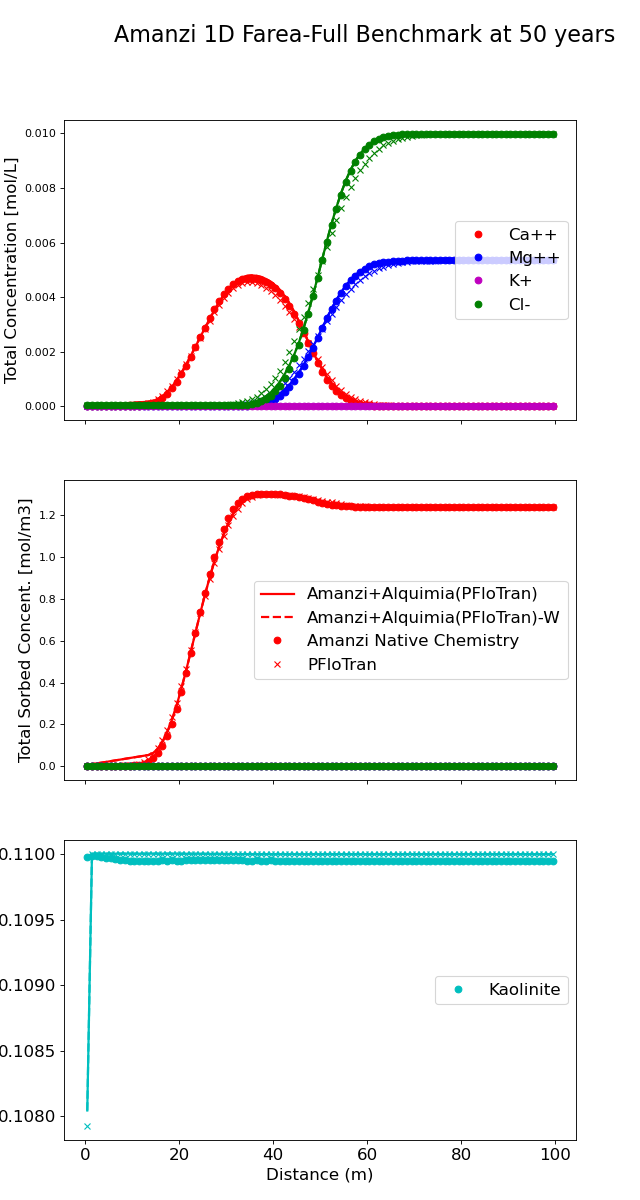 Amanzi 1D Farea-Full Benchmark at 50 years
Total Concentration [mol/L]
0.010
0.008
0.006
0.004
0.002
0.000
Ca++
Mg++
K+
Cl-
Total Sorbed Concent. [mol/m3]
1.2
1.0
0.8
0.6
0.4
0.2
0.0
Amanzi+Alquimia(PFloTran)
Amanzi+Alquimia(PFloTran)-W
Amanzi Native Chemistry
PFloTran
0.1100
0.1095
0.1090
0.1085
0.1080
Kaolinite
0 20 40 60 80 100
Distance (m)